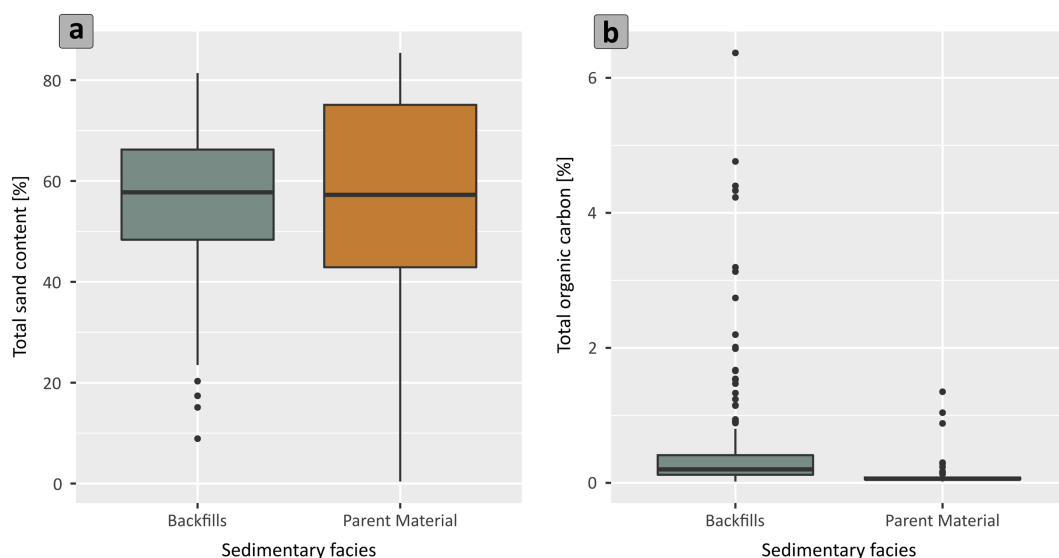 a
Total sand content [%]
80
60
40
20
0
Backfills Parent Material
Sedimentary facies
b
Total organic carbon [%]
6
4
2
0
Backfills Parent Material
Sedimentary facies